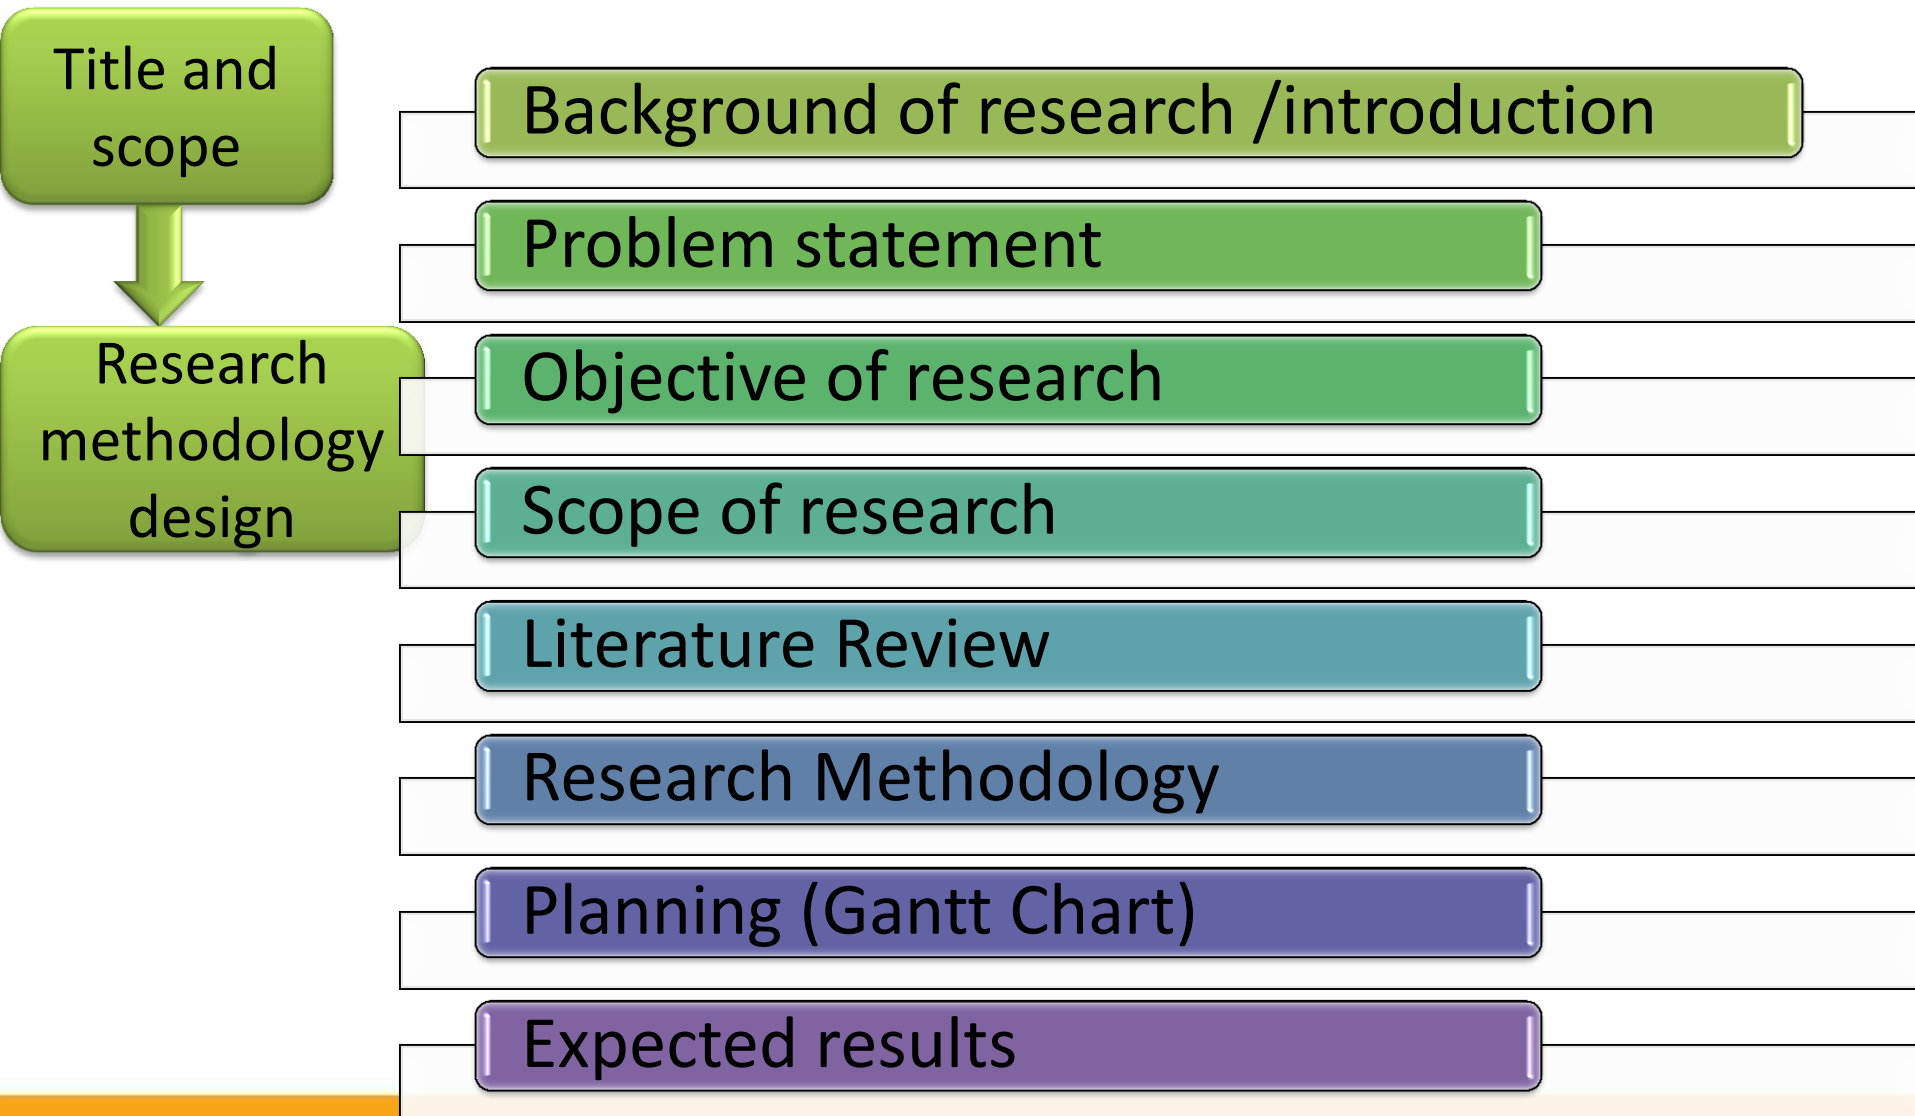 Title and
scope
Research
methodology
design
Background of research /introduction
Problem statement
Objective of research
Scope of research
Literature Review
Research Methodology
Planning (Gantt Chart)
Expected results